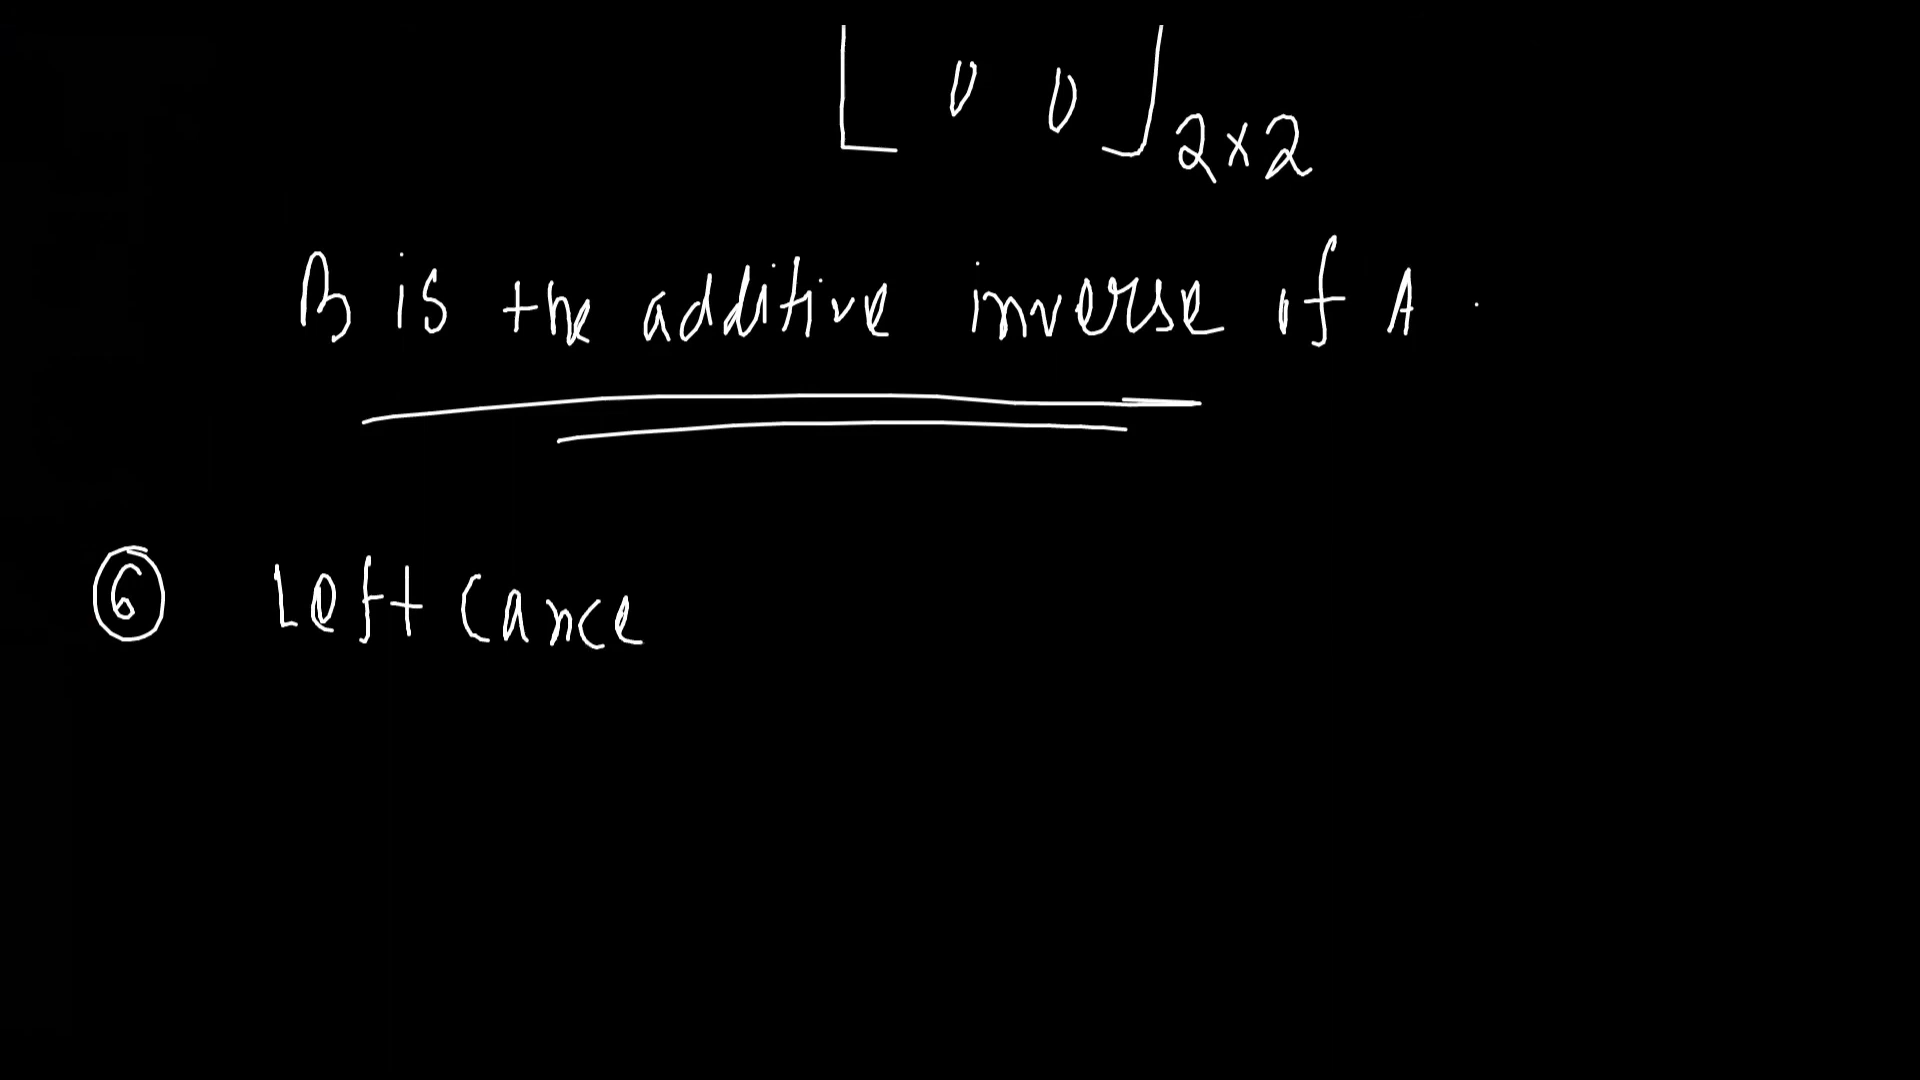 [ 0 0 ] 2×2
B is the additive inverse of A .
⑥ Left Cance